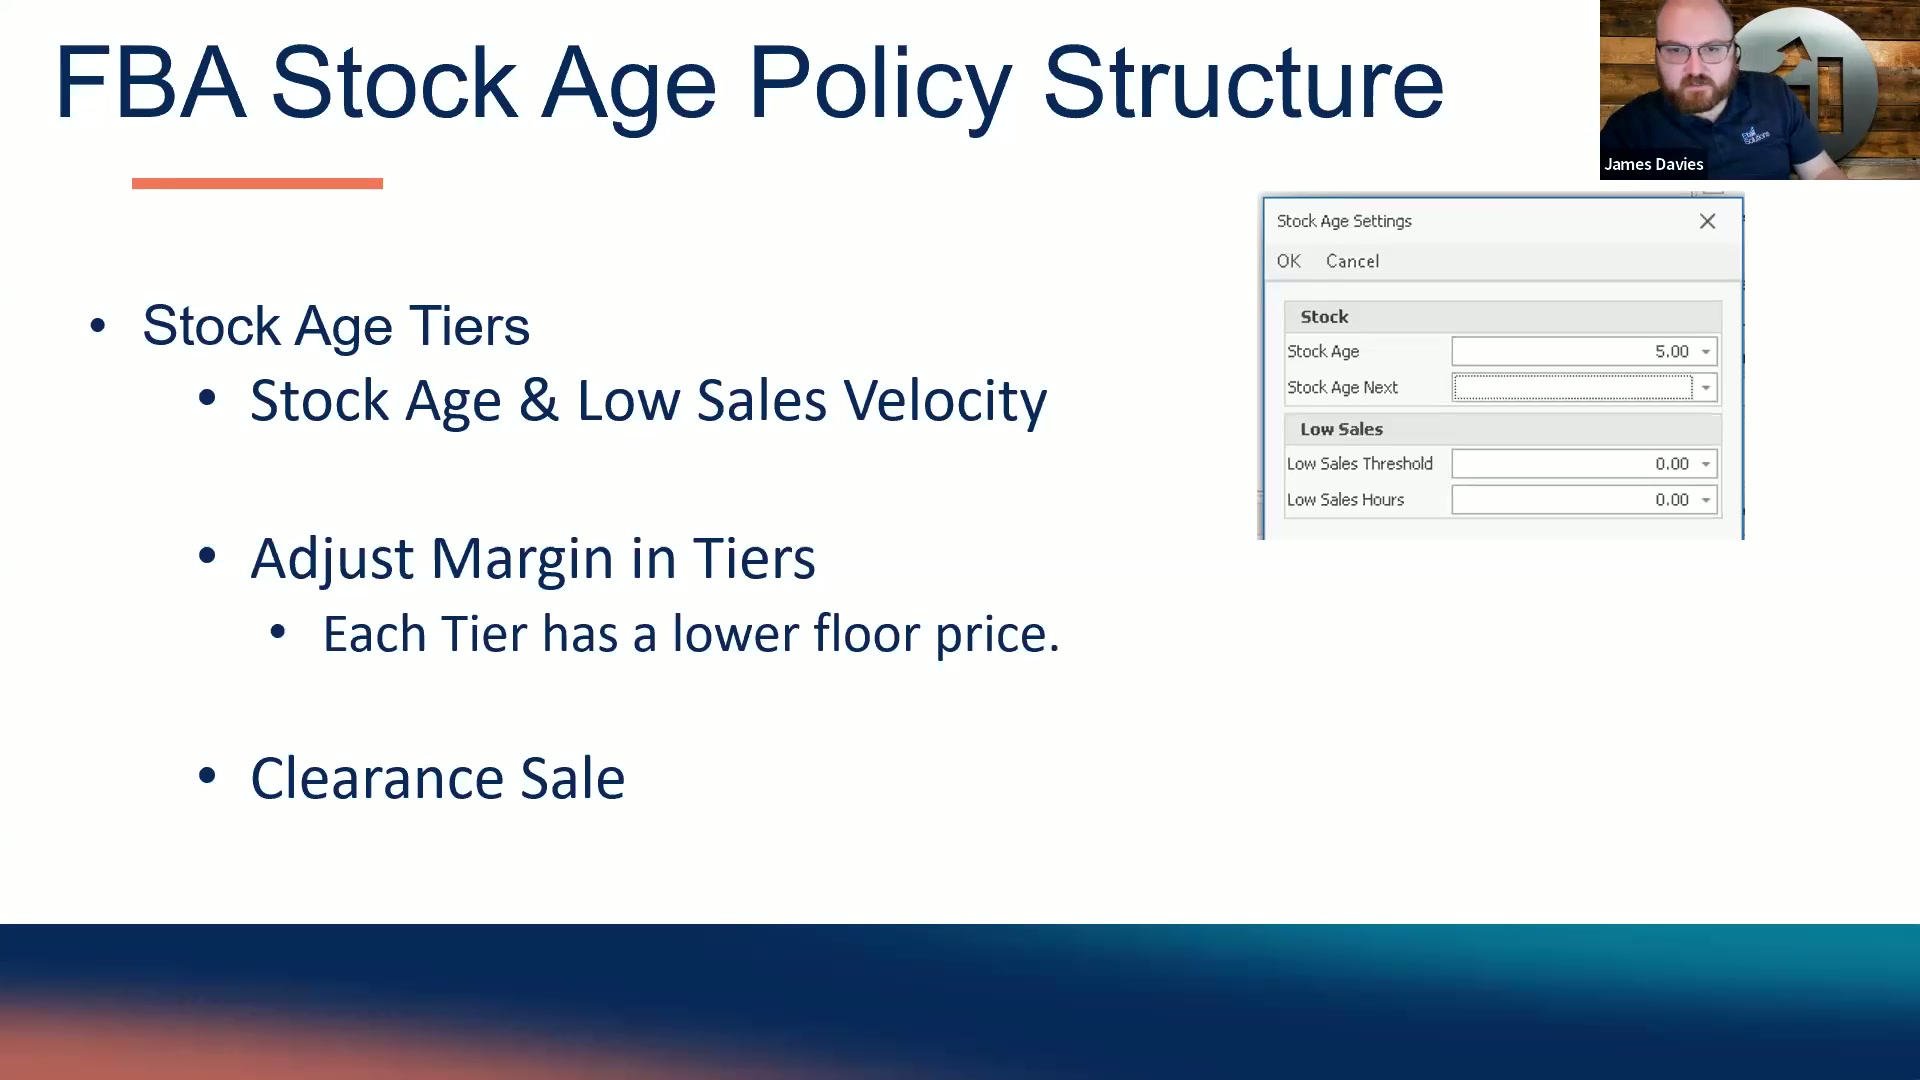 FBA Stock Age Policy Structure
James Davies
• Stock Age Tiers
• Stock Age & Low Sales Velocity
• Adjust Margin in Tiers
• Each Tier has a lower floor price.
• Clearance Sale
Stock Age Settings
OK Cancel
Stock
Stock Age 5.00
Stock Age Next
Low Sales
Low Sales Threshold 0.00
Low Sales Hours 0.00